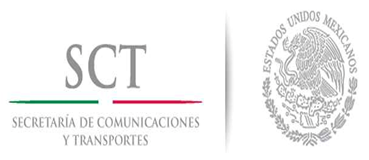 SCT
SECRETARÍA DE COMUNICACIONES
Y TRANSPORTES
ESTADOS UNIDOS MEXICANOS